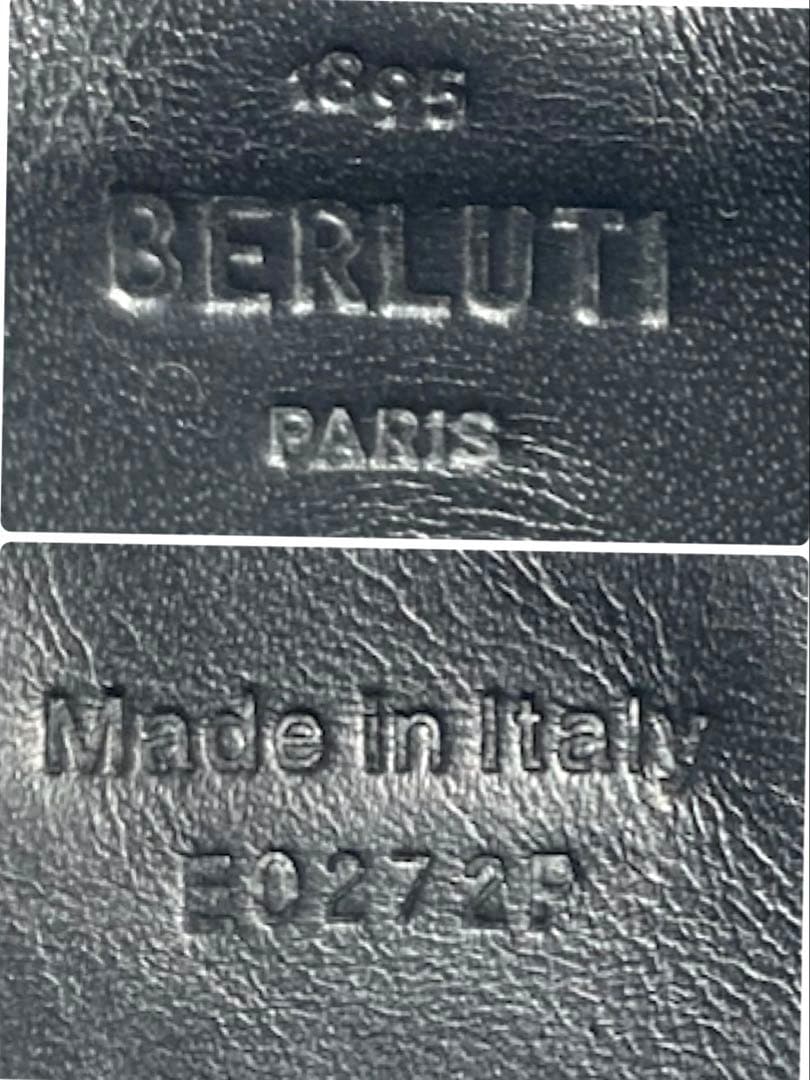 1895
BERLUTI
PARIS
Made in Italy
E0272P